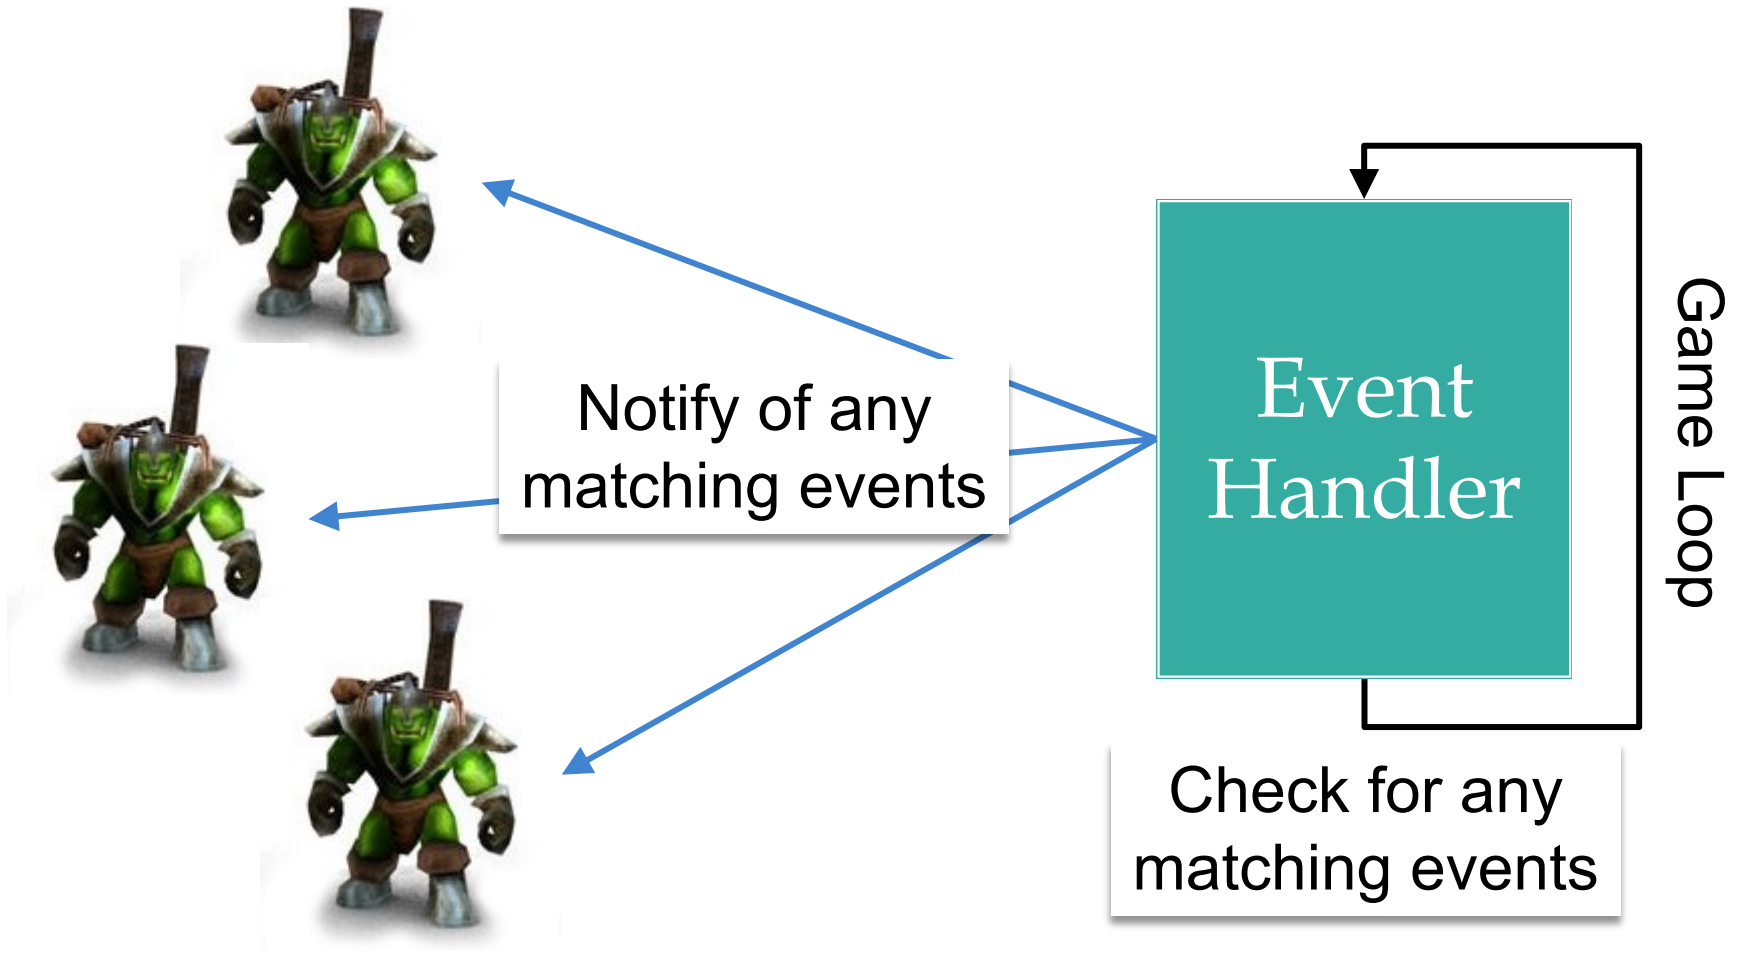 Notify of any
matching events
Event
Handler
Game Loop
Check for any
matching events